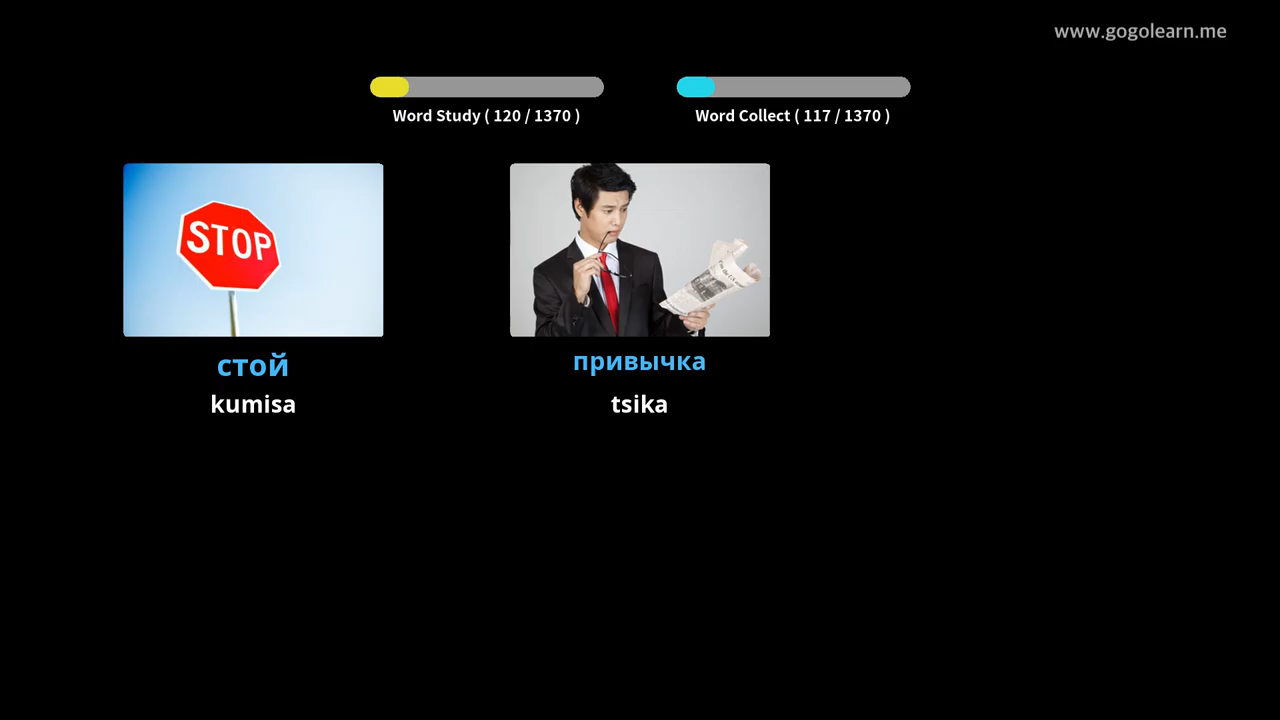 www.gogolearn.me
Word Study ( 120 / 1370 )
Word Collect ( 117 / 1370 )
STOP
стой
kumisa
привычка
tsika